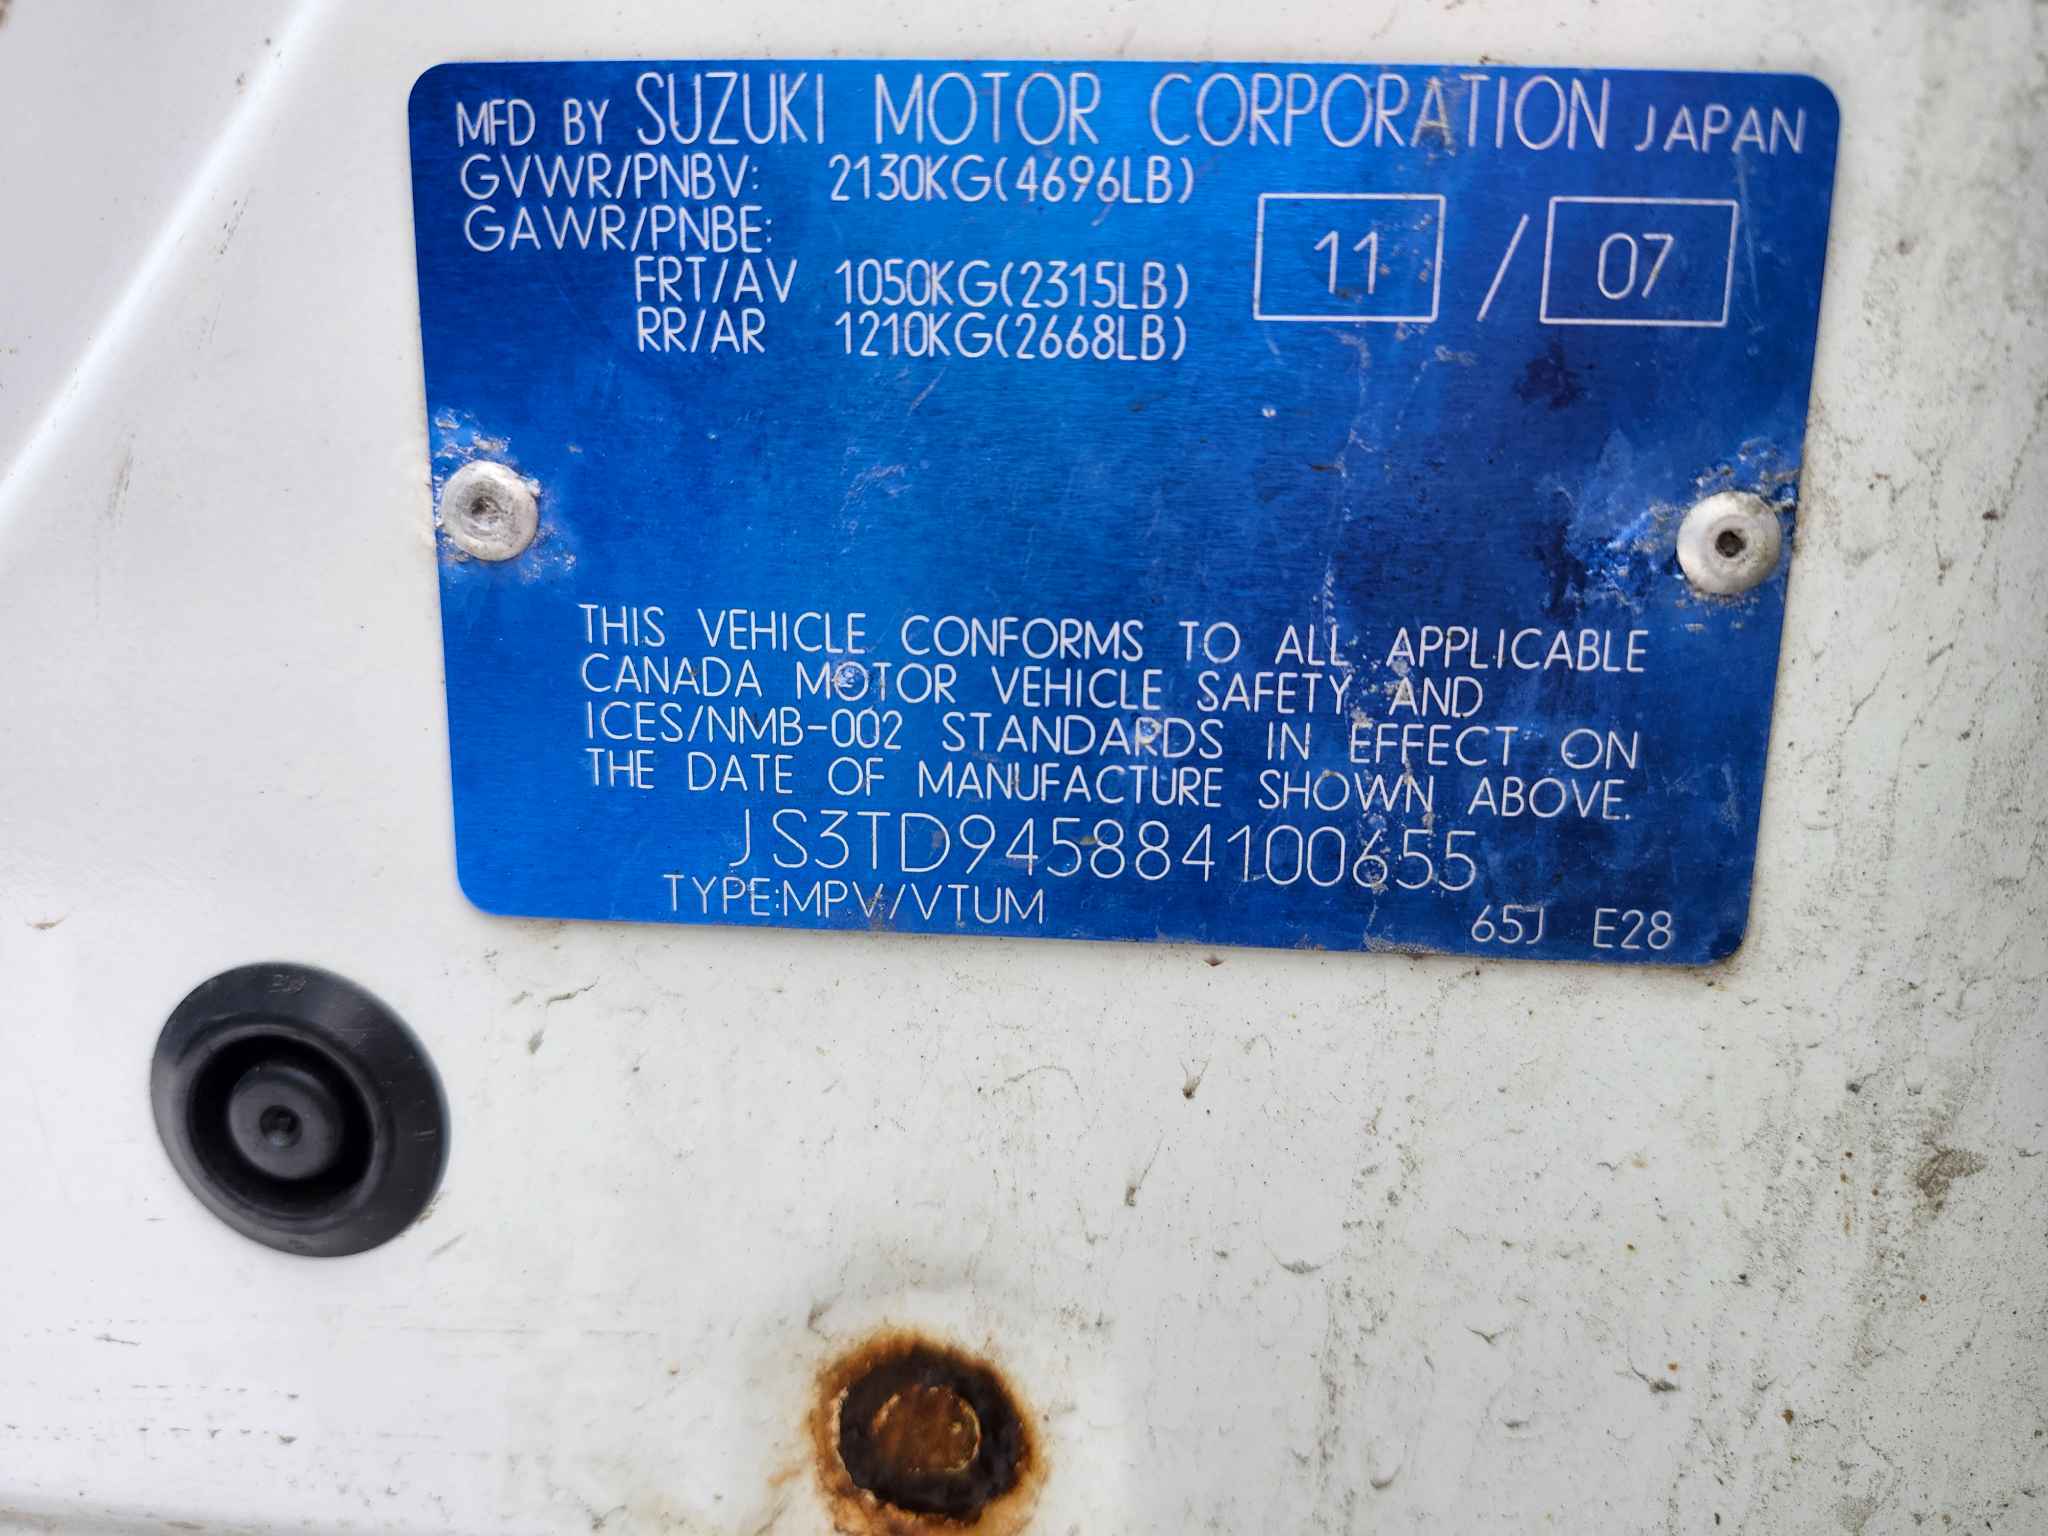 MFD BY SUZUKI MOTOR CORPORATION JAPAN
GVWR/PNBV: 2130KG(4696LB)
GAWR/PNBE:
FRT/AV 1050KG(2315LB)
RR/AR 1210KG(2668LB)
11 / 07
THIS VEHICLE CONFORMS TO ALL APPLICABLE
CANADA MOTOR VEHICLE SAFETY AND
ICES/NMB-002 STANDARDS IN EFFECT ON
THE DATE OF MANUFACTURE SHOWN ABOVE.
JS3TD945884100655
TYPE:MPV/VTUM
65J E28